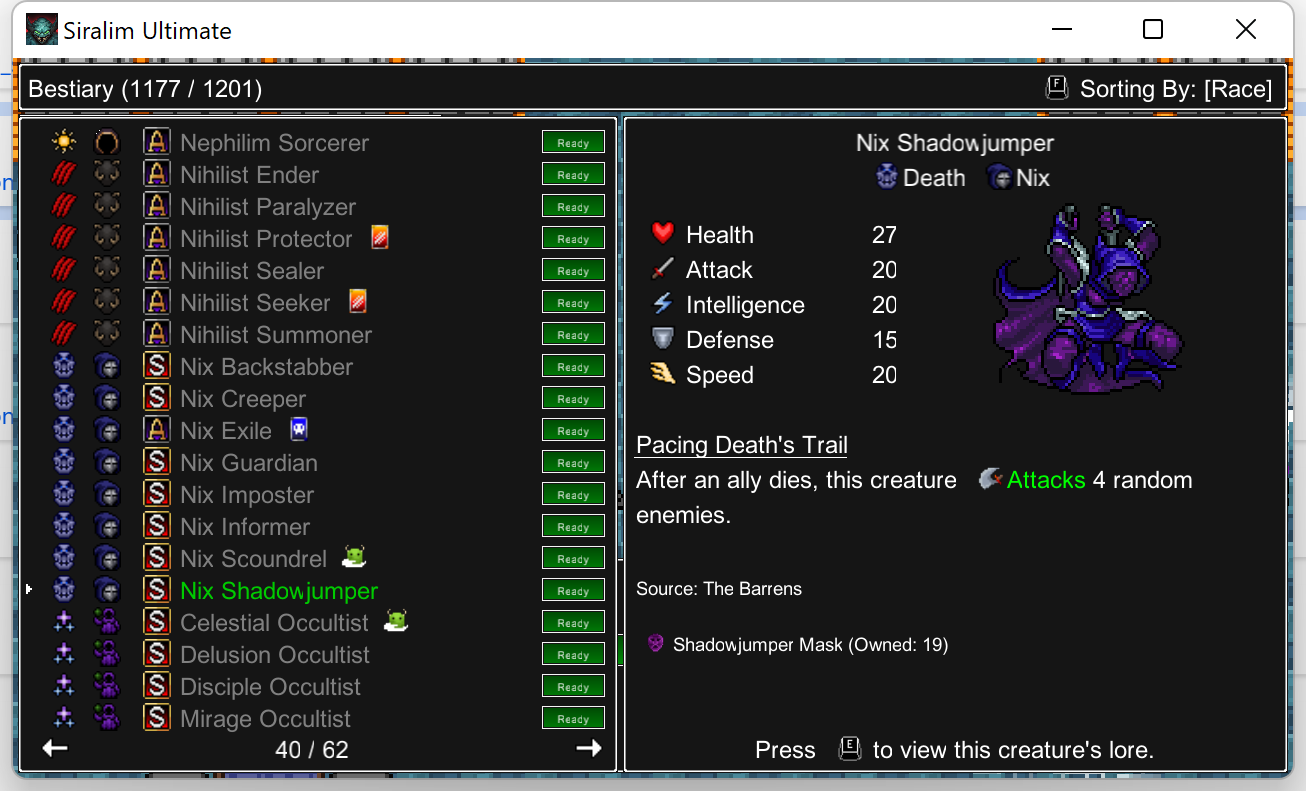 Siralim Ultimate
Bestiary (1177 / 1201)
F Sorting By: [Race]
A Nephilim Sorcerer Ready
A Nihilist Ender Ready
A Nihilist Paralyzer Ready
A Nihilist Protector Ready
A Nihilist Sealer Ready
A Nihilist Seeker Ready
A Nihilist Summoner Ready
S Nix Backstabber Ready
S Nix Creeper Ready
A Nix Exile Ready
S Nix Guardian Ready
S Nix Imposter Ready
S Nix Informer Ready
S Nix Scoundrel Ready
S Nix Shadowjumper Ready
S Celestial Occultist Ready
S Delusion Occultist Ready
S Disciple Occultist Ready
S Mirage Occultist Ready
40 / 62
Nix Shadowjumper
Death Nix
Health 27
Attack 20
Intelligence 20
Defense 15
Speed 20
Pacing Death's Trail
After an ally dies, this creature Attacks 4 random
enemies.
Source: The Barrens
Shadowjumper Mask (Owned: 19)
Press E to view this creature's lore.